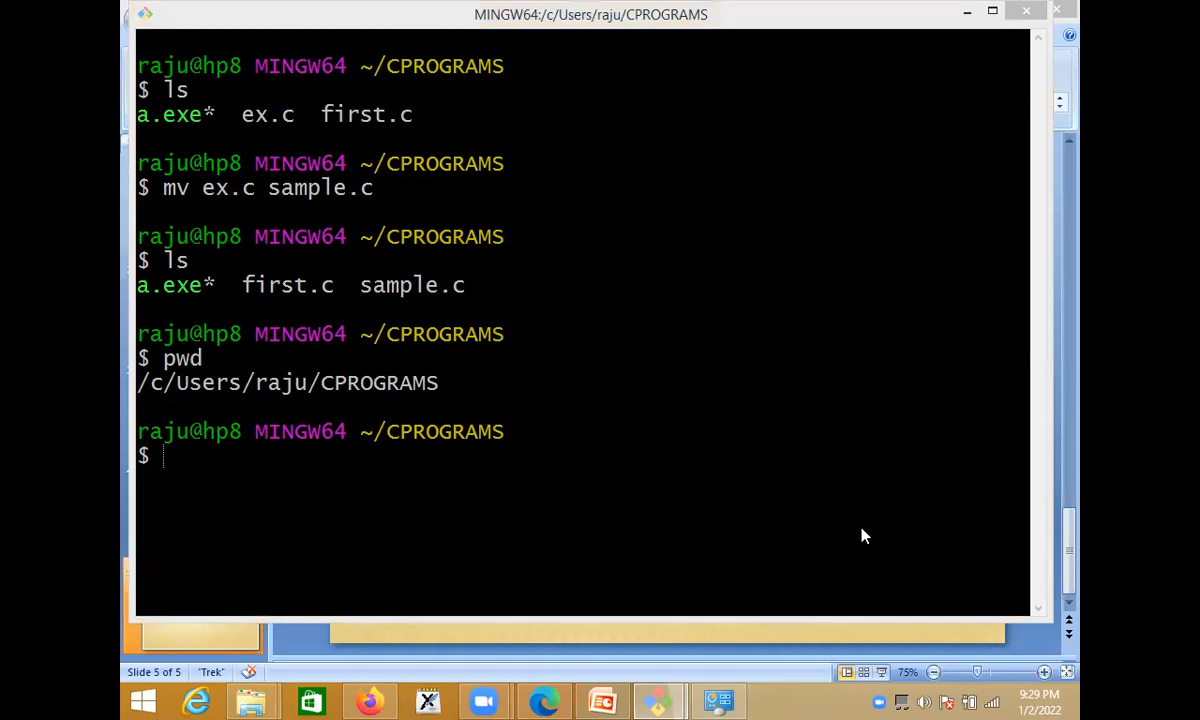 MINGW64:/c/Users/raju/CPROGRAMS
raju@hp8 MINGW64 ~/CPROGRAMS
$ ls
a.exe*  ex.c  first.c
raju@hp8 MINGW64 ~/CPROGRAMS
$ mv ex.c sample.c
raju@hp8 MINGW64 ~/CPROGRAMS
$ ls
a.exe*  first.c  sample.c
raju@hp8 MINGW64 ~/CPROGRAMS
$ pwd
/c/Users/raju/CPROGRAMS
raju@hp8 MINGW64 ~/CPROGRAMS
$
Slide 5 of 5 "Trek" 75%
9:29 PM
1/2/2022